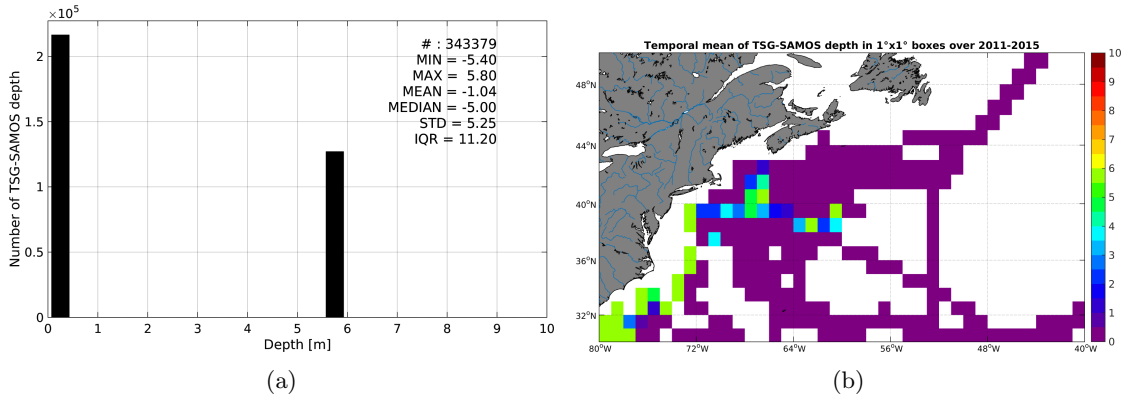 ×10⁵
2
1.5
1
0.5
0
Number of TSG-SAMOS depth
# : 343379
MIN = -5.40
MAX = 5.80
MEAN = -1.04
MEDIAN = -5.00
STD = 5.25
IQR = 11.20
0 1 2 3 4 5 6 7 8 9 10
Depth [m]
(a)
Temporal mean of TSG-SAMOS depth in 1°x1° boxes over 2011-2015
48°N
44°N
40°N
36°N
32°N
80°W 72°W 64°W 56°W 48°W 40°W
10
9
8
7
6
5
4
3
2
1
0
(b)